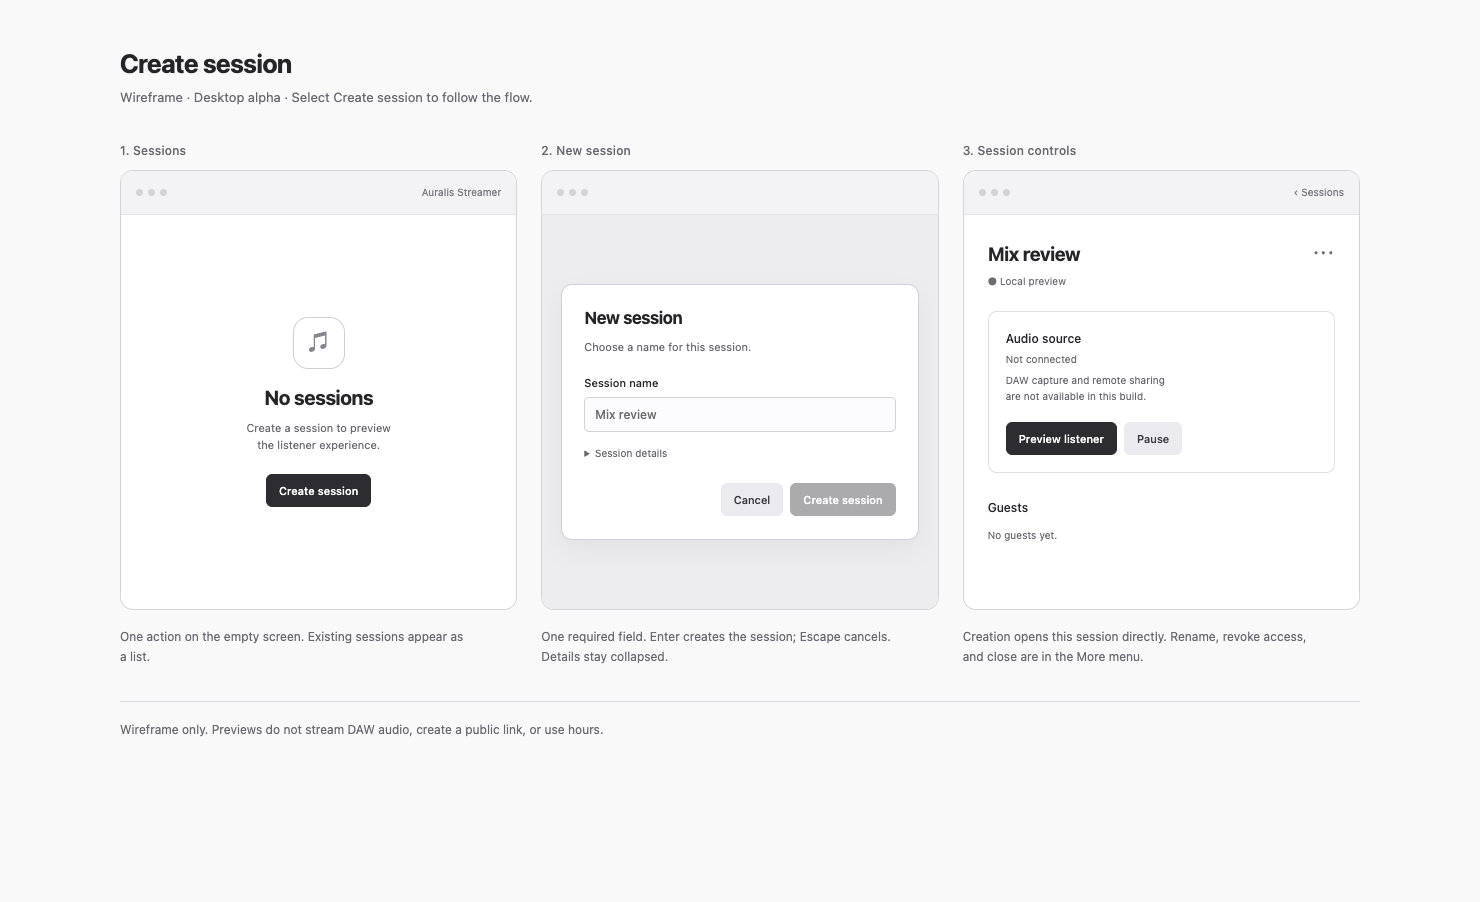 Create session
Wireframe · Desktop alpha · Select Create session to follow the flow.
1. Sessions
Auralis Streamer
No sessions
Create a session to preview
the listener experience.
Create session
One action on the empty screen. Existing sessions appear as
a list.
2. New session
New session
Choose a name for this session.
Session name
Mix review
▸ Session details
Cancel
Create session
One required field. Enter creates the session; Escape cancels.
Details stay collapsed.
3. Session controls
‹ Sessions
Mix review
Local preview
Audio source
Not connected
DAW capture and remote sharing
are not available in this build.
Preview listener
Pause
Guests
No guests yet.
Creation opens this session directly. Rename, revoke access,
and close are in the More menu.
Wireframe only. Previews do not stream DAW audio, create a public link, or use hours.